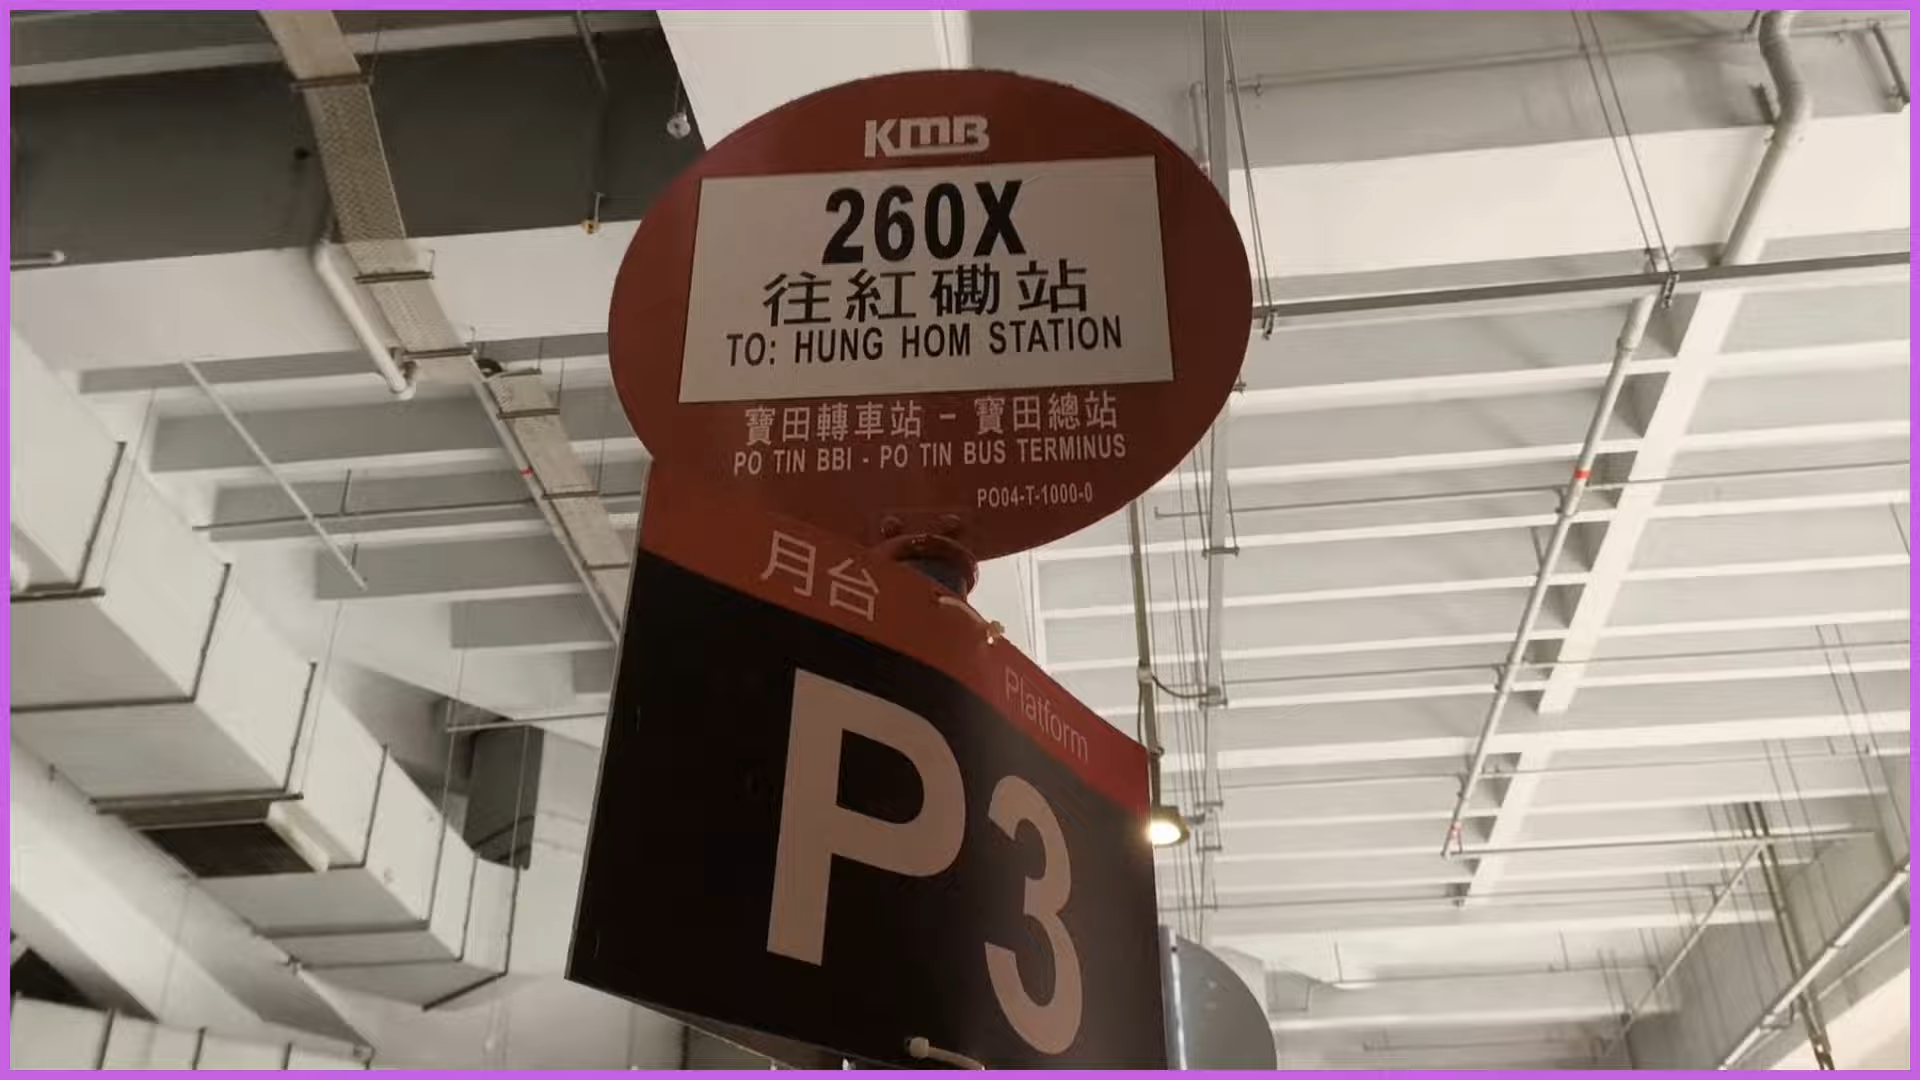 KMB
260X
往紅磡站
TO: HUNG HOM STATION
寶田轉車站 - 寶田總站
PO TIN BBI - PO TIN BUS TERMINUS
PO04-T-1000-0
月台
Platform
P3